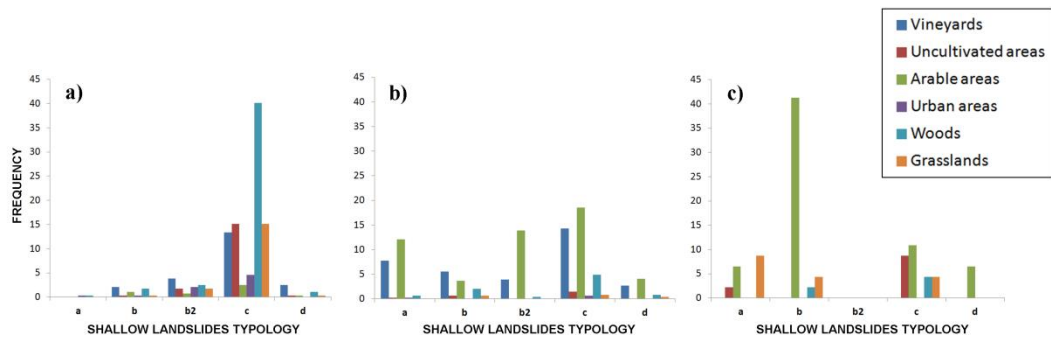 Vineyards
Uncultivated areas
Arable areas
Urban areas
Woods
Grasslands
a)
45
40
35
30
25
20
15
10
5
0
FREQUENCY
a b b2 c d
SHALLOW LANDSLIDES TYPOLOGY
b)
45
40
35
30
25
20
15
10
5
0
a b b2 c d
SHALLOW LANDSLIDES TYPOLOGY
c)
45
40
35
30
25
20
15
10
5
0
a b b2 c d
SHALLOW LANDSLIDES TYPOLOGY